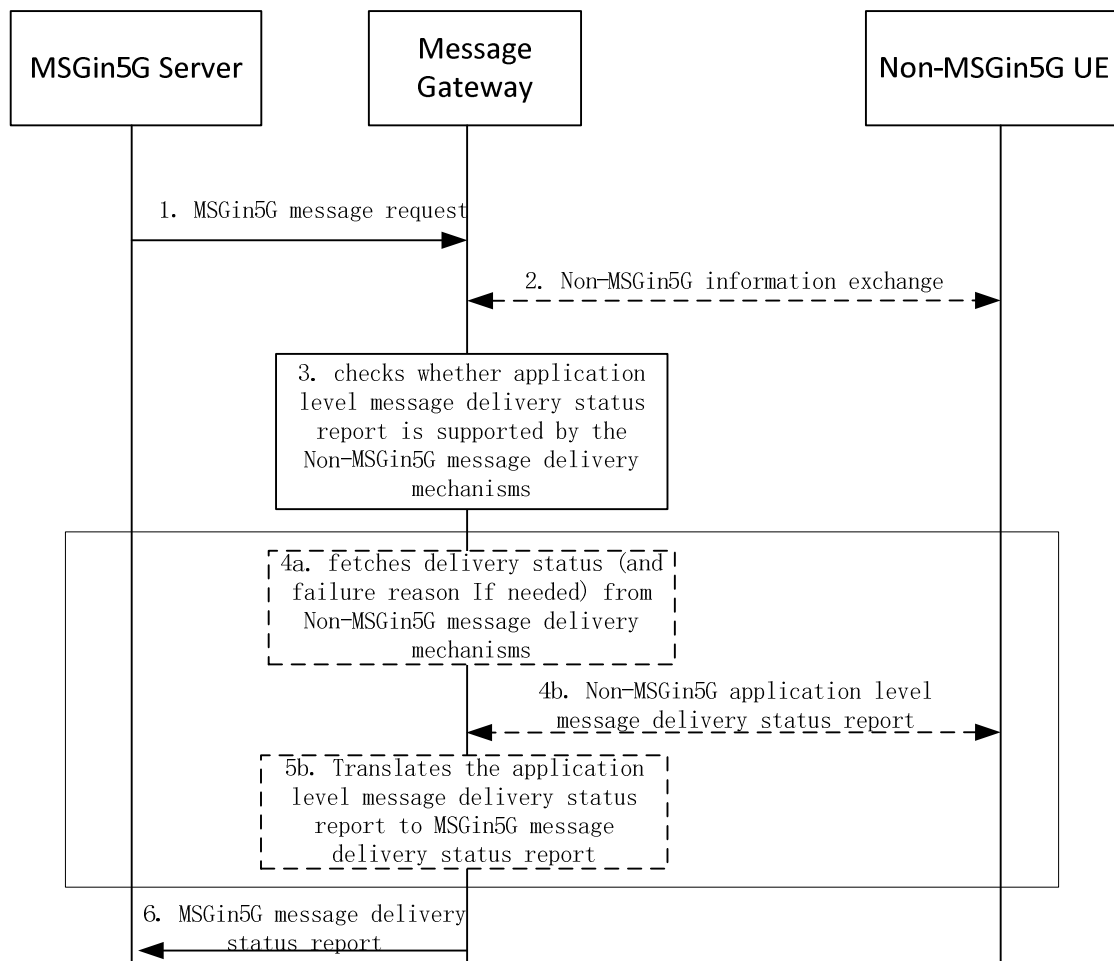 MSGin5G Server
Message
Gateway
Non-MSGin5G UE
1. MSGin5G message request
2. Non-MSGin5G information exchange
3. checks whether application
level message delivery status
report is supported by the
Non-MSGin5G message delivery
mechanisms
4a. fetches delivery status (and
failure reason If needed) from
Non-MSGin5G message delivery
mechanisms
4b. Non-MSGin5G application level
message delivery status report
5b. Translates the application
level message delivery status
report to MSGin5G message
delivery status report
6. MSGin5G message delivery
status report